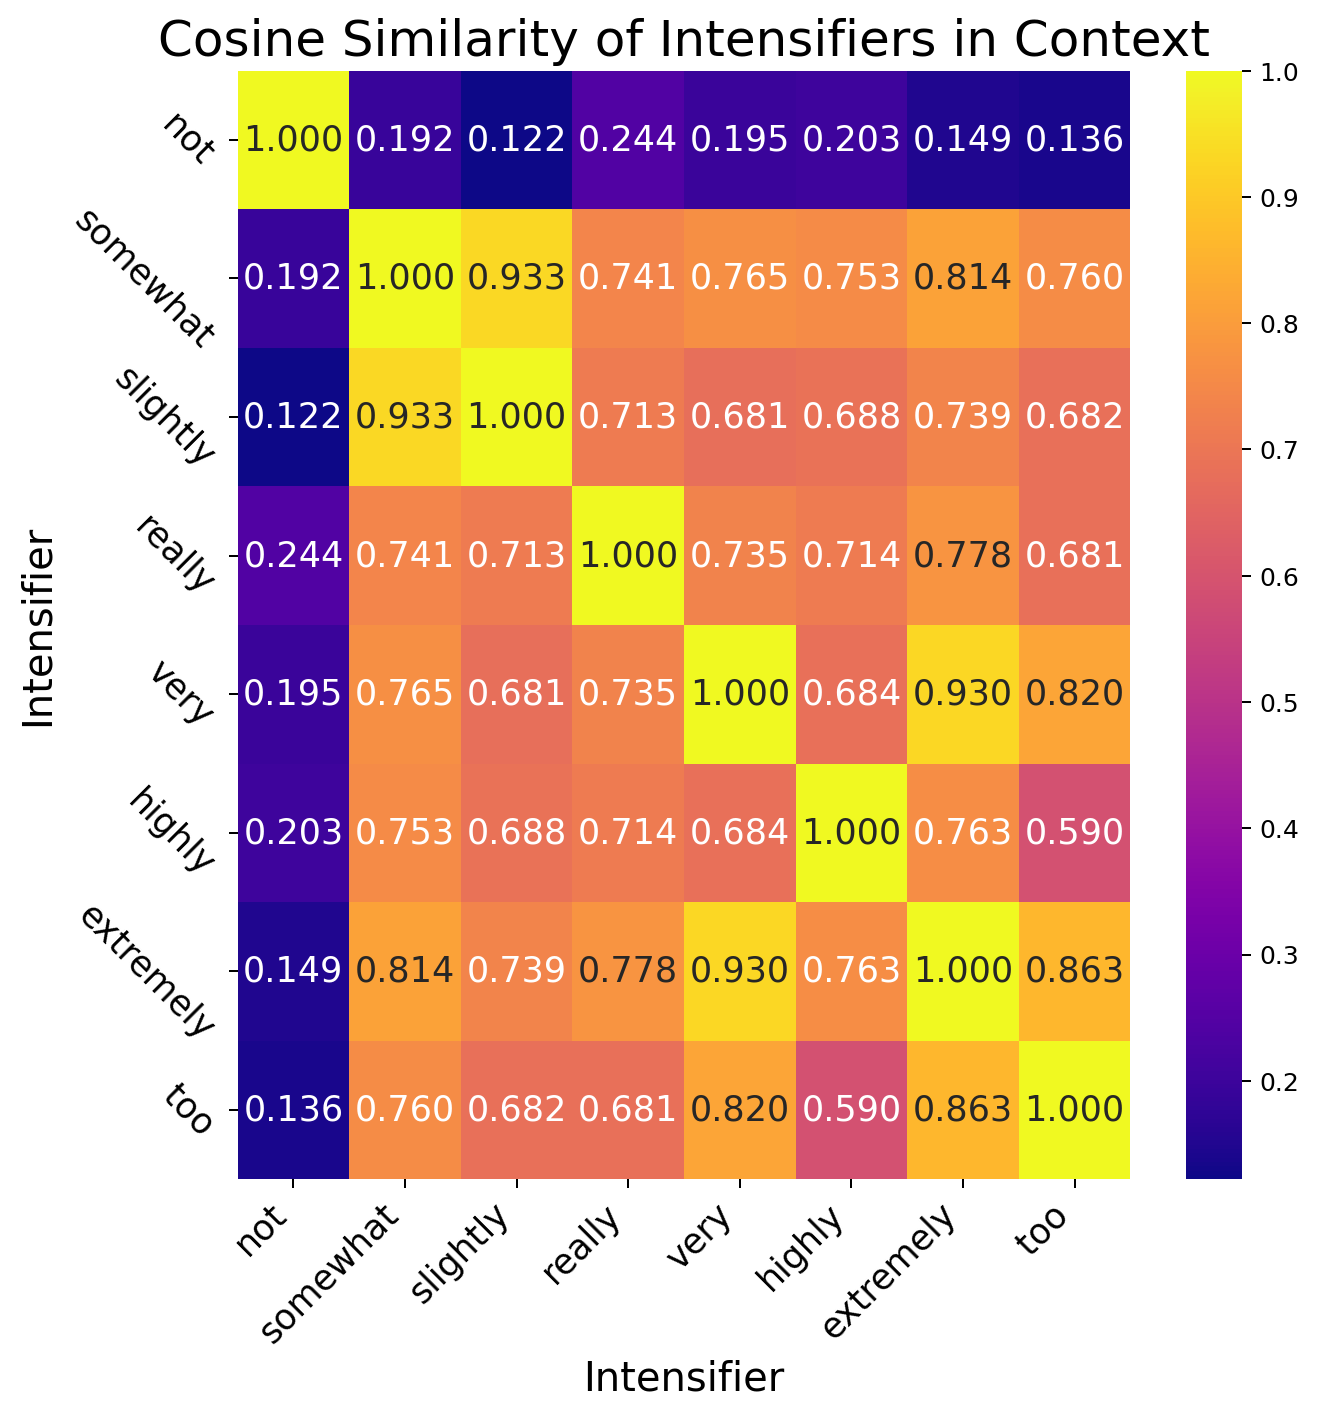 Cosine Similarity of Intensifiers in Context
not 1.000 0.192 0.122 0.244 0.195 0.203 0.149 0.136
somewhat 0.192 1.000 0.933 0.741 0.765 0.753 0.814 0.760
slightly 0.122 0.933 1.000 0.713 0.681 0.688 0.739 0.682
really 0.244 0.741 0.713 1.000 0.735 0.714 0.778 0.681
very 0.195 0.765 0.681 0.735 1.000 0.684 0.930 0.820
highly 0.203 0.753 0.688 0.714 0.684 1.000 0.763 0.590
extremely 0.149 0.814 0.739 0.778 0.930 0.763 1.000 0.863
too 0.136 0.760 0.682 0.681 0.820 0.590 0.863 1.000
not somewhat slightly really very highly extremely too
Intensifier
Intensifier
1.0
0.9
0.8
0.7
0.6
0.5
0.4
0.3
0.2